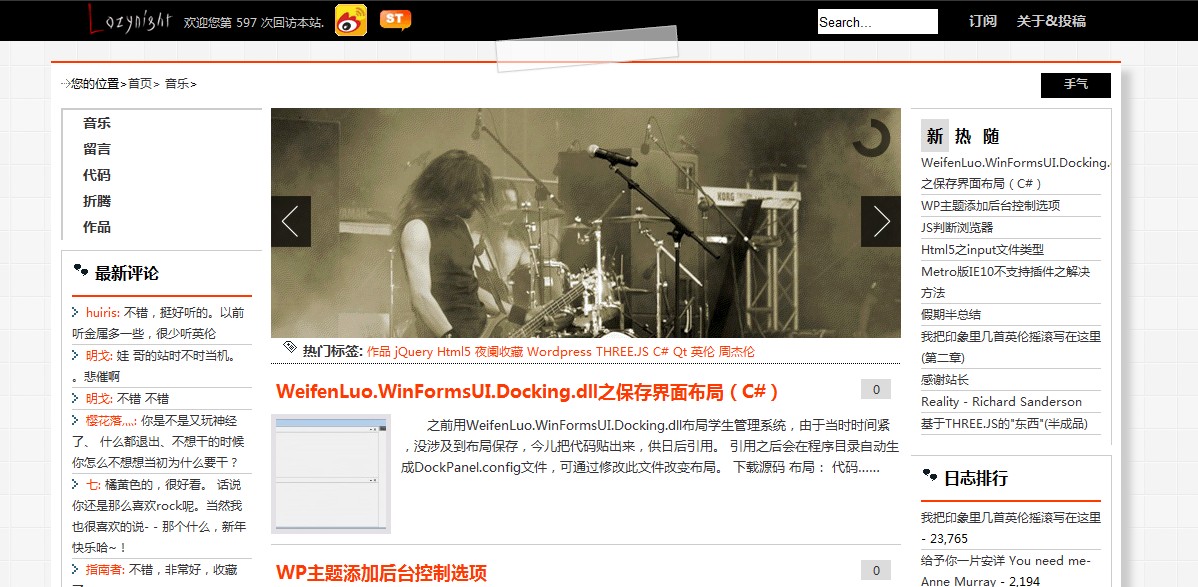 Lozynight 欢迎您第 597 次回访本站.
ST
Search...
订阅 关于&投稿
您的位置>首页> 音乐>
手气
音乐
留言
代码
折腾
作品
最新评论
huiris: 不错，挺好听的。以前
听金属多一些，很少听英伦
明戈: 娃 哥的站时不时当机。
。悲催啊
明戈: 不错 不错
樱花落灬: 你是不是又玩神经
了、 什么都退出、不想干的时候
你怎么不想想当初为什么要干？
七: 橘黄色的，很好看。 话说
你还是那么喜欢rock呢。当然我
也很喜欢的说- - 那个什么，新年
快乐哈~！
指南者: 不错，非常好，收藏
KORG
热门标签: 作品 jQuery Html5 夜阑收藏 Wordpress THREE.JS C# Qt 英伦 周杰伦
WeifenLuo.WinFormsUI.Docking.dll之保存界面布局（C#）
0
之前用WeifenLuo.WinFormsUI.Docking.dll布局学生管理系统，由于当时时间紧
，没涉及到布局保存，今儿把代码贴出来，供日后引用。 引用之后会在程序目录自动生
成DockPanel.config文件，可通过修改此文件改变布局。 下载源码 布局： 代码......
WP主题添加后台控制选项
0
新 热 随
WeifenLuo.WinFormsUI.Docking.
之保存界面布局（C#）
WP主题添加后台控制选项
JS判断浏览器
Html5之input文件类型
Metro版IE10不支持插件之解决
方法
假期半总结
我把印象里几首英伦摇滚写在这里
(第二章)
感谢站长
Reality - Richard Sanderson
基于THREE.JS的"东西"(半成品)
日志排行
我把印象里几首英伦摇滚写在这里
- 23,765
给予你一片安详 You need me-
Anne Murray - 2,194